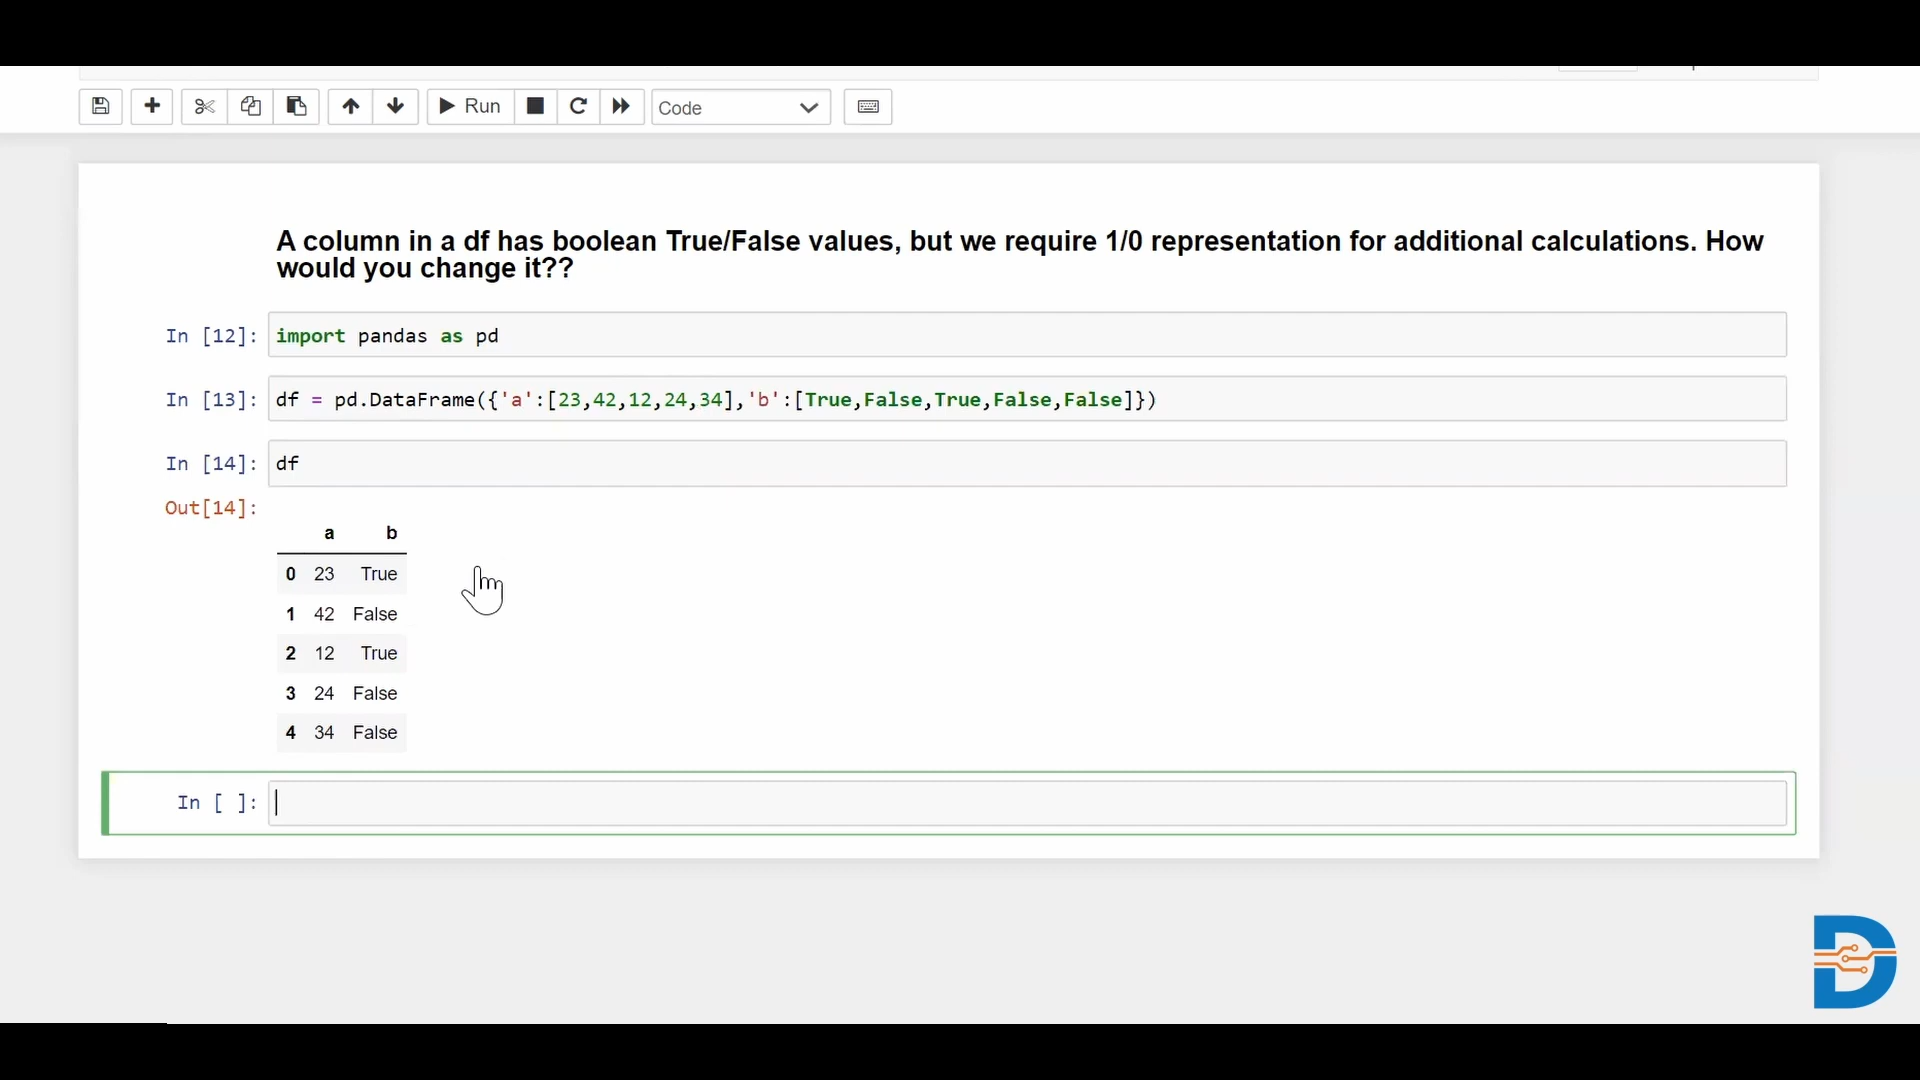 Run
Code
A column in a df has boolean True/False values, but we require 1/0 representation for additional calculations. How
would you change it??
In [12]: import pandas as pd
In [13]: df = pd.DataFrame({'a':[23,42,12,24,34],'b':[True,False,True,False,False]})
In [14]: df
Out[14]:
a b
0 23 True
1 42 False
2 12 True
3 24 False
4 34 False
In [ ]: